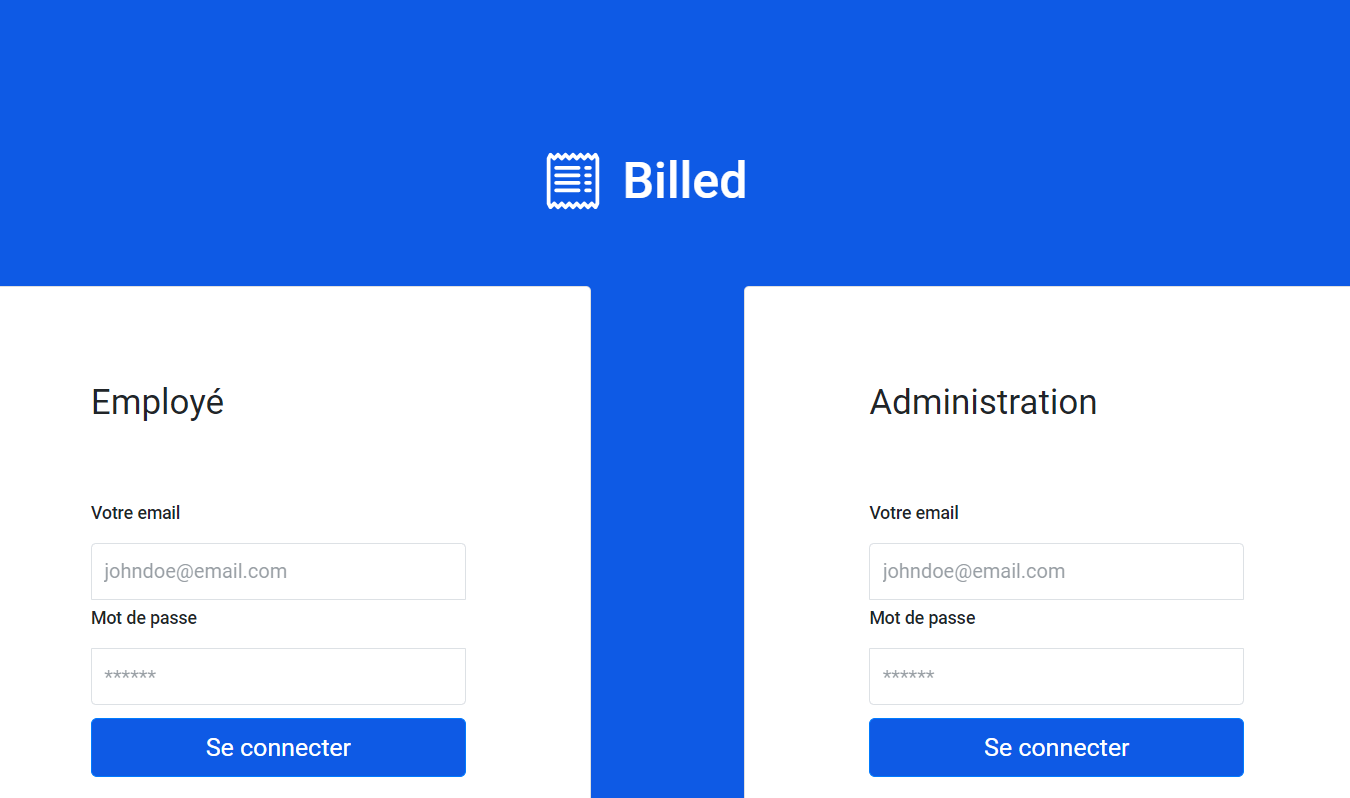 Billed
Employé
Votre email
johndoe@email.com
Mot de passe
******
Se connecter
Administration
Votre email
johndoe@email.com
Mot de passe
******
Se connecter